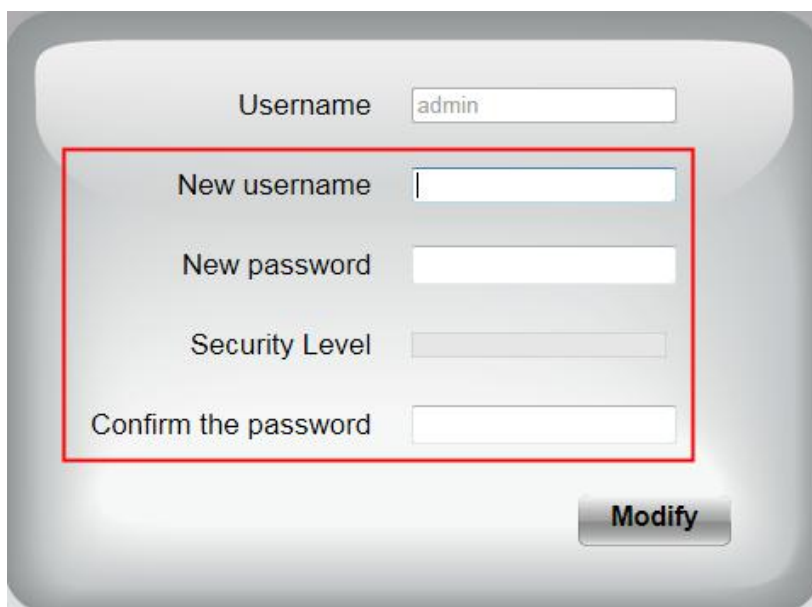 Username admin
New username
New password
Security Level
Confirm the password
Modify